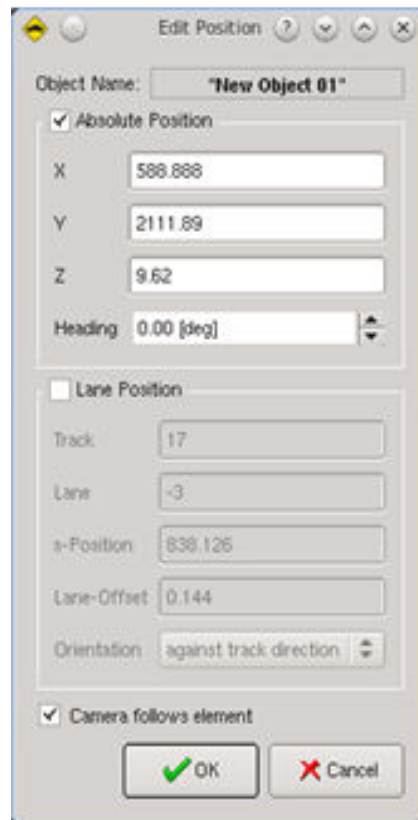 Edit Position
Object Name: "New Object 01"
Absolute Position
X 588.888
Y 2111.89
Z 9.62
Heading 0.00 [deg]
Lane Position
Track 17
Lane -3
s-Position 838.126
Lane-Offset 0.144
Orientation against track direction
Camera follows element
OK Cancel